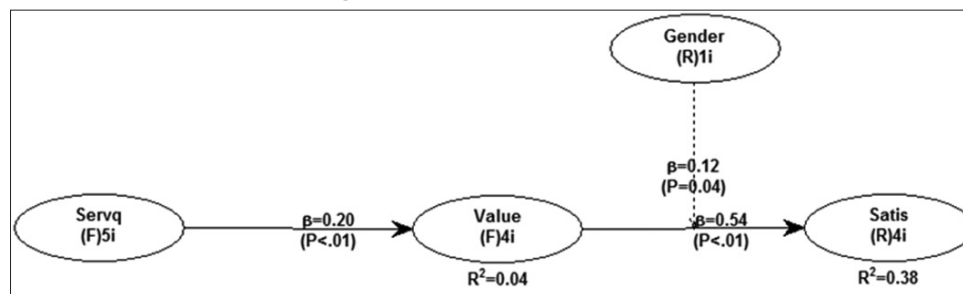 Gender
(R)1i
β=0.12
(P=0.04)
Servq
(F)5i
β=0.20
(P<.01)
Value
(F)4i
R²=0.04
β=0.54
(P<.01)
Satis
(R)4i
R²=0.38